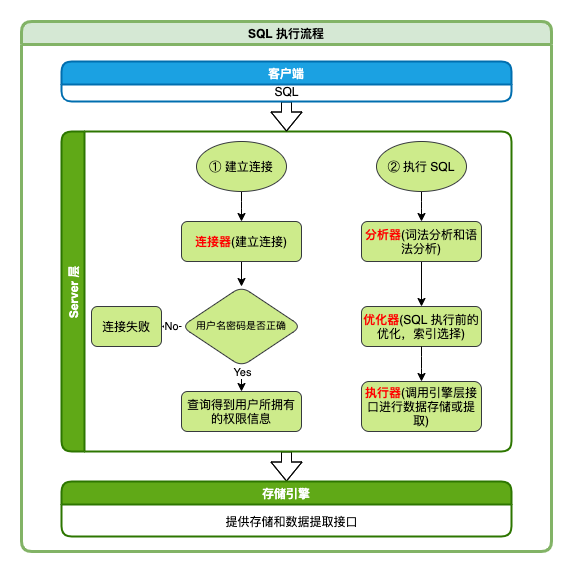 SQL 执行流程
客户端
SQL
Server 层
① 建立连接
连接器(建立连接)
用户名密码是否正确
No
连接失败
Yes
查询得到用户所拥有
的权限信息
② 执行 SQL
分析器(词法分析和语
法分析)
优化器(SQL 执行前的
优化，索引选择)
执行器(调用引擎层接
口进行数据存储或提
取)
存储引擎
提供存储和数据提取接口